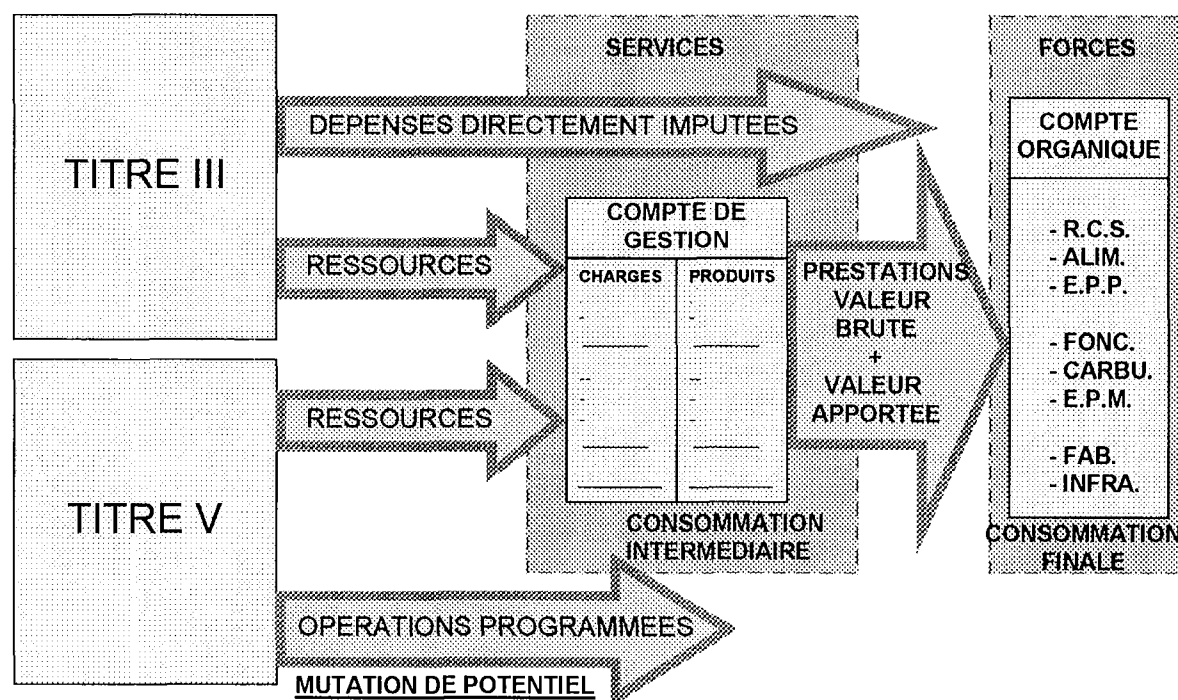 TITRE III
TITRE V
DEPENSES DIRECTEMENT IMPUTEES
RESSOURCES
RESSOURCES
OPERATIONS PROGRAMMEES
MUTATION DE POTENTIEL
SERVICES
COMPTE DE
GESTION
CHARGES
PRODUITS
CONSOMMATION
INTERMEDIAIRE
PRESTATIONS
VALEUR
BRUTE
+
VALEUR
APPORTEE
FORCES
COMPTE
ORGANIQUE
- R.C.S.
- ALIM.
- E.P.P.
- FONC.
- CARBU.
- E.P.M.
- FAB.
- INFRA.
CONSOMMATION
FINALE